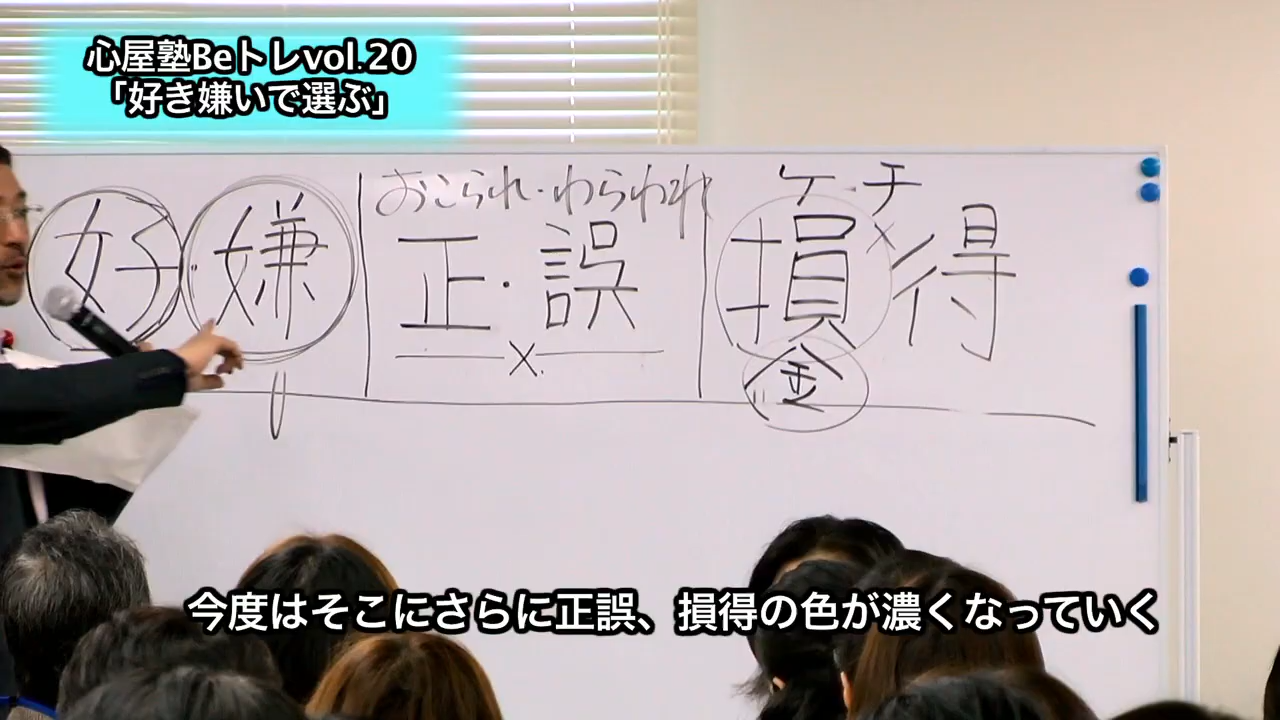 心屋塾Beトレvol.20
「好き嫌いで選ぶ」
おこられ・わらわれ
ケ・チ
好・嫌
正・誤
損×得
×
金
今度はそこにさらに正誤、損得の色が濃くなっていく